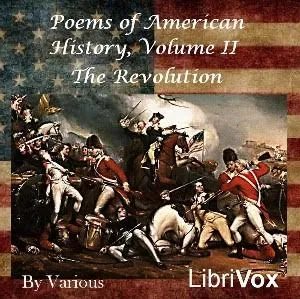 Poems of American
History, Volume II
The Revolution
By Various
LibriVox